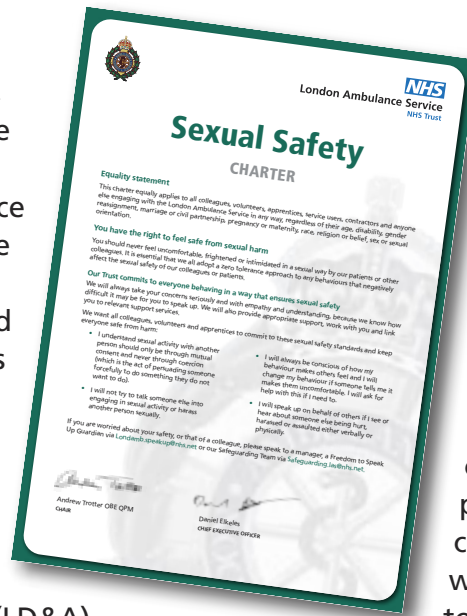 NHS
London Ambulance Service
NHS Trust
Sexual Safety
CHARTER
Equality statement
This charter equally applies to all colleagues, volunteers, apprentices, service users, contractors and anyone
else engaging with the London Ambulance Service in any way, regardless of their age, disability, gender
reassignment, marriage or civil partnership, pregnancy or maternity, race, religion or belief, sex or sexual
orientation.
You have the right to feel safe from sexual harm
You should never feel uncomfortable, frightened or intimidated in a sexual way by our patients or other
colleagues. It is essential that we all adopt a zero tolerance approach to any behaviours that negatively
affect the sexual safety of our colleagues or patients.
Our Trust commits to everyone behaving in a way that ensures sexual safety
We will always take your concerns seriously and with empathy and understanding, because we know how
difficult it may be for you to speak up. We will also provide appropriate support, work with you and link
you to relevant support services.
We want all colleagues, volunteers and apprentices to commit to these sexual safety standards and keep
everyone safe from harm:
• I understand sexual activity with another
person should only be through mutual
consent and never through coercion
(which is the act of persuading someone
forcefully to do something they do not
want to do).
• I will not try to talk someone else into
engaging in sexual activity or harass
another person sexually.
• I will always be conscious of how my
behaviour makes others feel and I will
change my behaviour if someone tells me it
makes them uncomfortable. I will ask for
help with this if I need to.
• I will speak up on behalf of others if I see or
hear about someone else being hurt,
harassed or assaulted either verbally or
physically.
If you are worried about your safety, or that of a colleague, please speak to a manager, a Freedom to Speak
Up Guardian via Londamb.speakup@nhs.net or our Safeguarding Team via Safeguarding.las@nhs.net.
Andrew Trotter OBE QPM
CHAIR
Daniel Elkeles
CHIEF EXECUTIVE OFFICER
(LD&A)